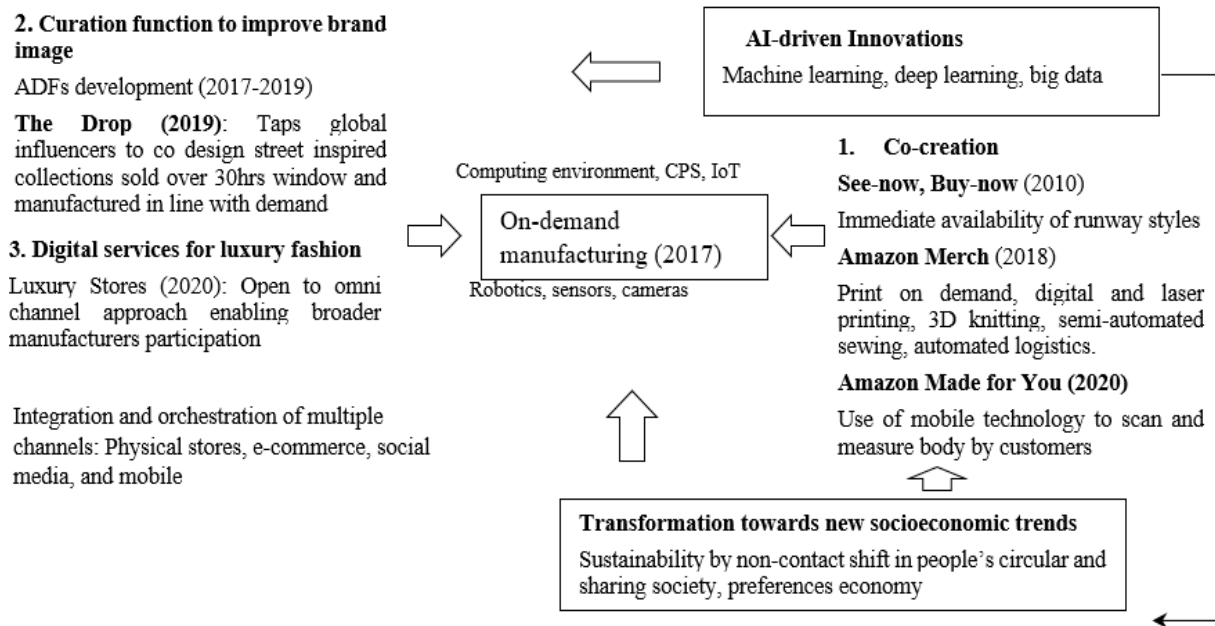 2. Curation function to improve brand
image
ADFs development (2017-2019)
The Drop (2019): Taps global
influencers to co design street inspired
collections sold over 30hrs window and
manufactured in line with demand
3. Digital services for luxury fashion
Luxury Stores (2020): Open to omni
channel approach enabling broader
manufacturers participation
Integration and orchestration of multiple
channels: Physical stores, e-commerce, social
media, and mobile
Computing environment, CPS, IoT
On-demand
manufacturing (2017)
Robotics, sensors, cameras
AI-driven Innovations
Machine learning, deep learning, big data
1. Co-creation
See-now, Buy-now (2010)
Immediate availability of runway styles
Amazon Merch (2018)
Print on demand, digital and laser
printing, 3D knitting, semi-automated
sewing, automated logistics.
Amazon Made for You (2020)
Use of mobile technology to scan and
measure body by customers
Transformation towards new socioeconomic trends
Sustainability by non-contact shift in people's circular and
sharing society, preferences economy